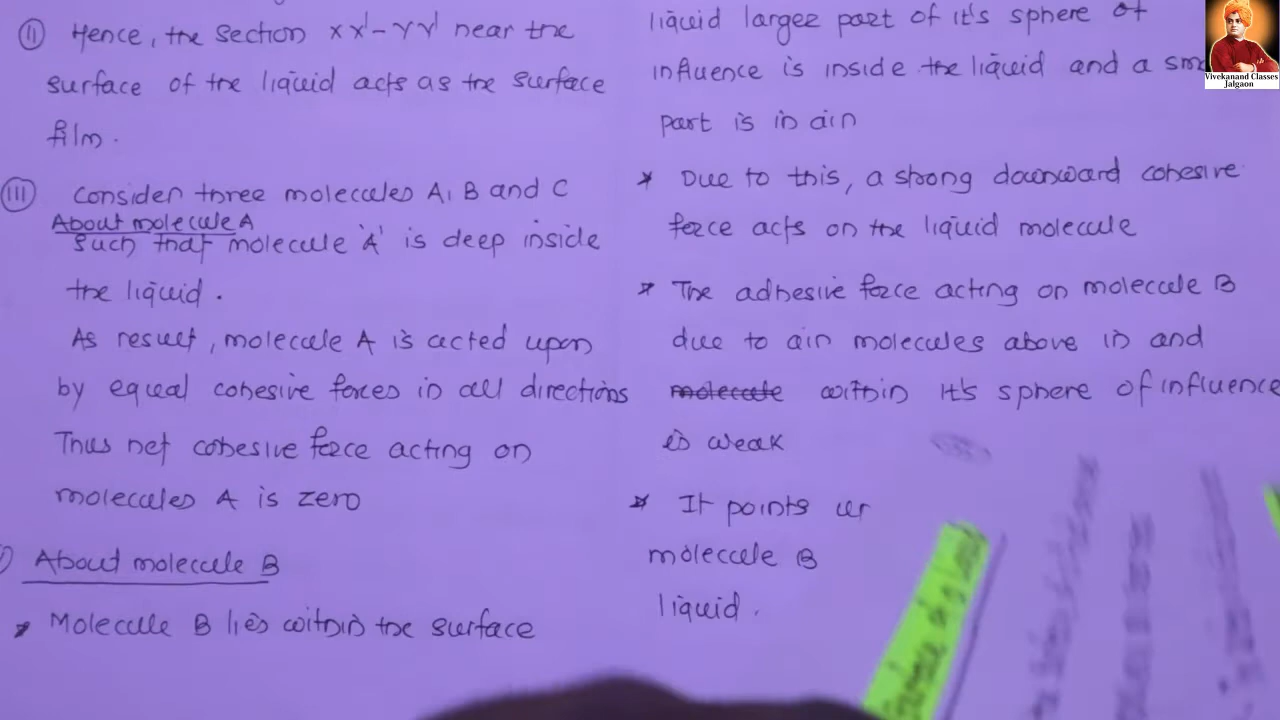 II Hence, the section xx' - yy' near the
surface of the liquid acts as the surface
film.
III Consider three molecules A, B and C
About molecule A
such that molecule 'A' is deep inside
the liquid.
As result, molecule A is acted upon
by equal cohesive forces in all directions
Thus net cohesive force acting on
molecules A is zero
About molecule B
* Molecule B lies within the surface
liquid larger part of it's sphere of
influence is inside the liquid and a
part is in air
* Due to this, a strong downward cohesive
force acts on the liquid molecule
* The adhesive force acting on molecule B
due to air molecules above it and
molecule within it's sphere of influence
is weak
* It points
molecule B
liquid.
Vivekanand Classes
Jalgaon